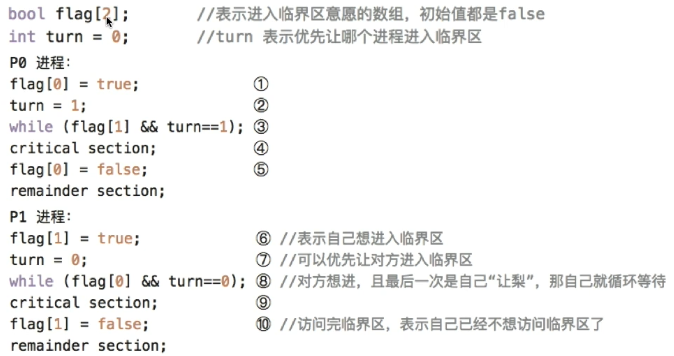 bool flag[2]; //表示进入临界区意愿的数组，初始值都是false
int turn = 0; //turn 表示优先让哪个进程进入临界区
P0 进程:
flag[0] = true; ①
turn = 1; ②
while (flag[1] && turn==1); ③
critical section; ④
flag[0] = false; ⑤
remainder section;
P1 进程:
flag[1] = true; ⑥ //表示自己想进入临界区
turn = 0; ⑦ //可以优先让对方进入临界区
while (flag[0] && turn==0); ⑧ //对方想进，且最后一次是自己“让梨”，那自己就循环等待
critical section; ⑨
flag[1] = false; ⑩ //访问完临界区，表示自己已经不想访问临界区了
remainder section;